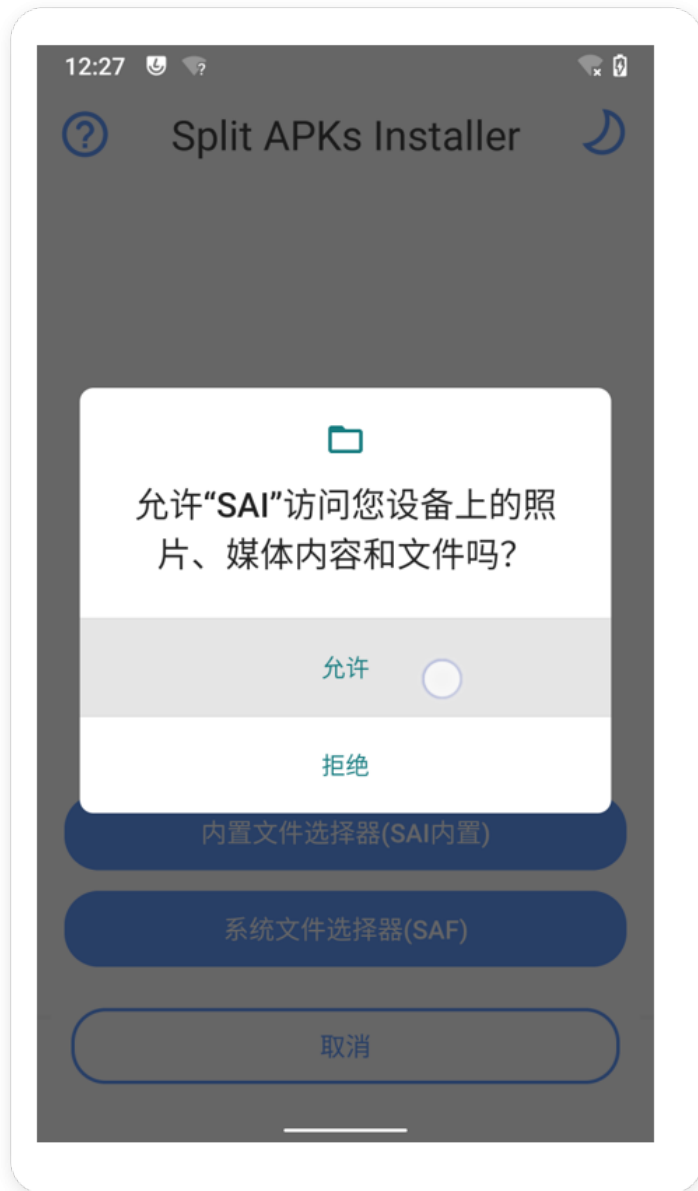 12:27
Split APKs Installer
允许“SAI”访问您设备上的照
片、媒体内容和文件吗？
允许
拒绝
内置文件选择器(SAI内置)
系统文件选择器(SAF)
取消